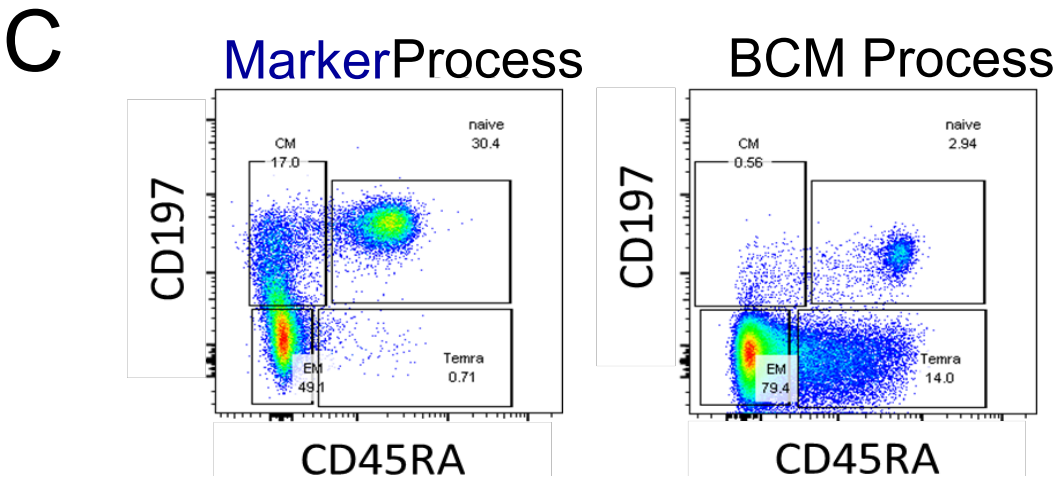 C
MarkerProcess
CD197
CM
17.0
naive
30.4
EM
49.1
Temra
0.71
CD45RA
BCM Process
CD197
CM
0.56
naive
2.94
EM
79.4
Temra
14.0
CD45RA